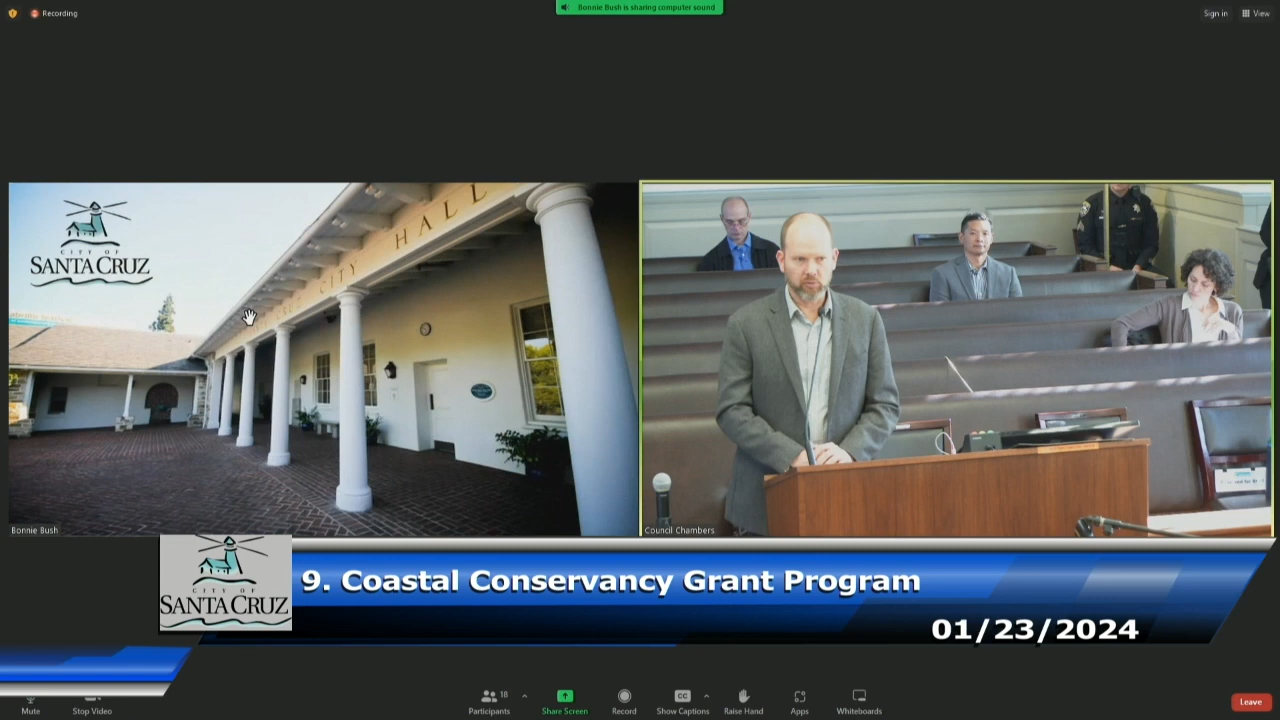 Recording
Bonnie Bush is sharing computer sound
Sign in
View
CITY OF
SANTA CRUZ
CITY HALL
Bonnie Bush
Council Chambers
CITY OF
SANTA CRUZ
9. Coastal Conservancy Grant Program
01/23/2024
Mute
Stop Video
Participants
18
Share Screen
Record
CC
Show Captions
Raise Hand
Apps
Whiteboards
Leave